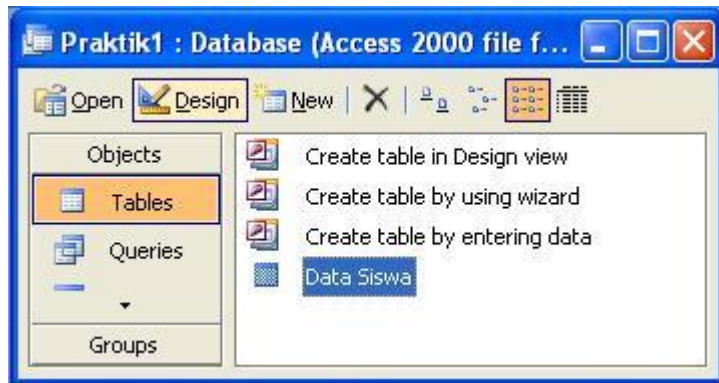 Praktik1 : Database (Access 2000 file f...
Open Design New
Objects
Tables
Queries
Groups
Create table in Design view
Create table by using wizard
Create table by entering data
Data Siswa